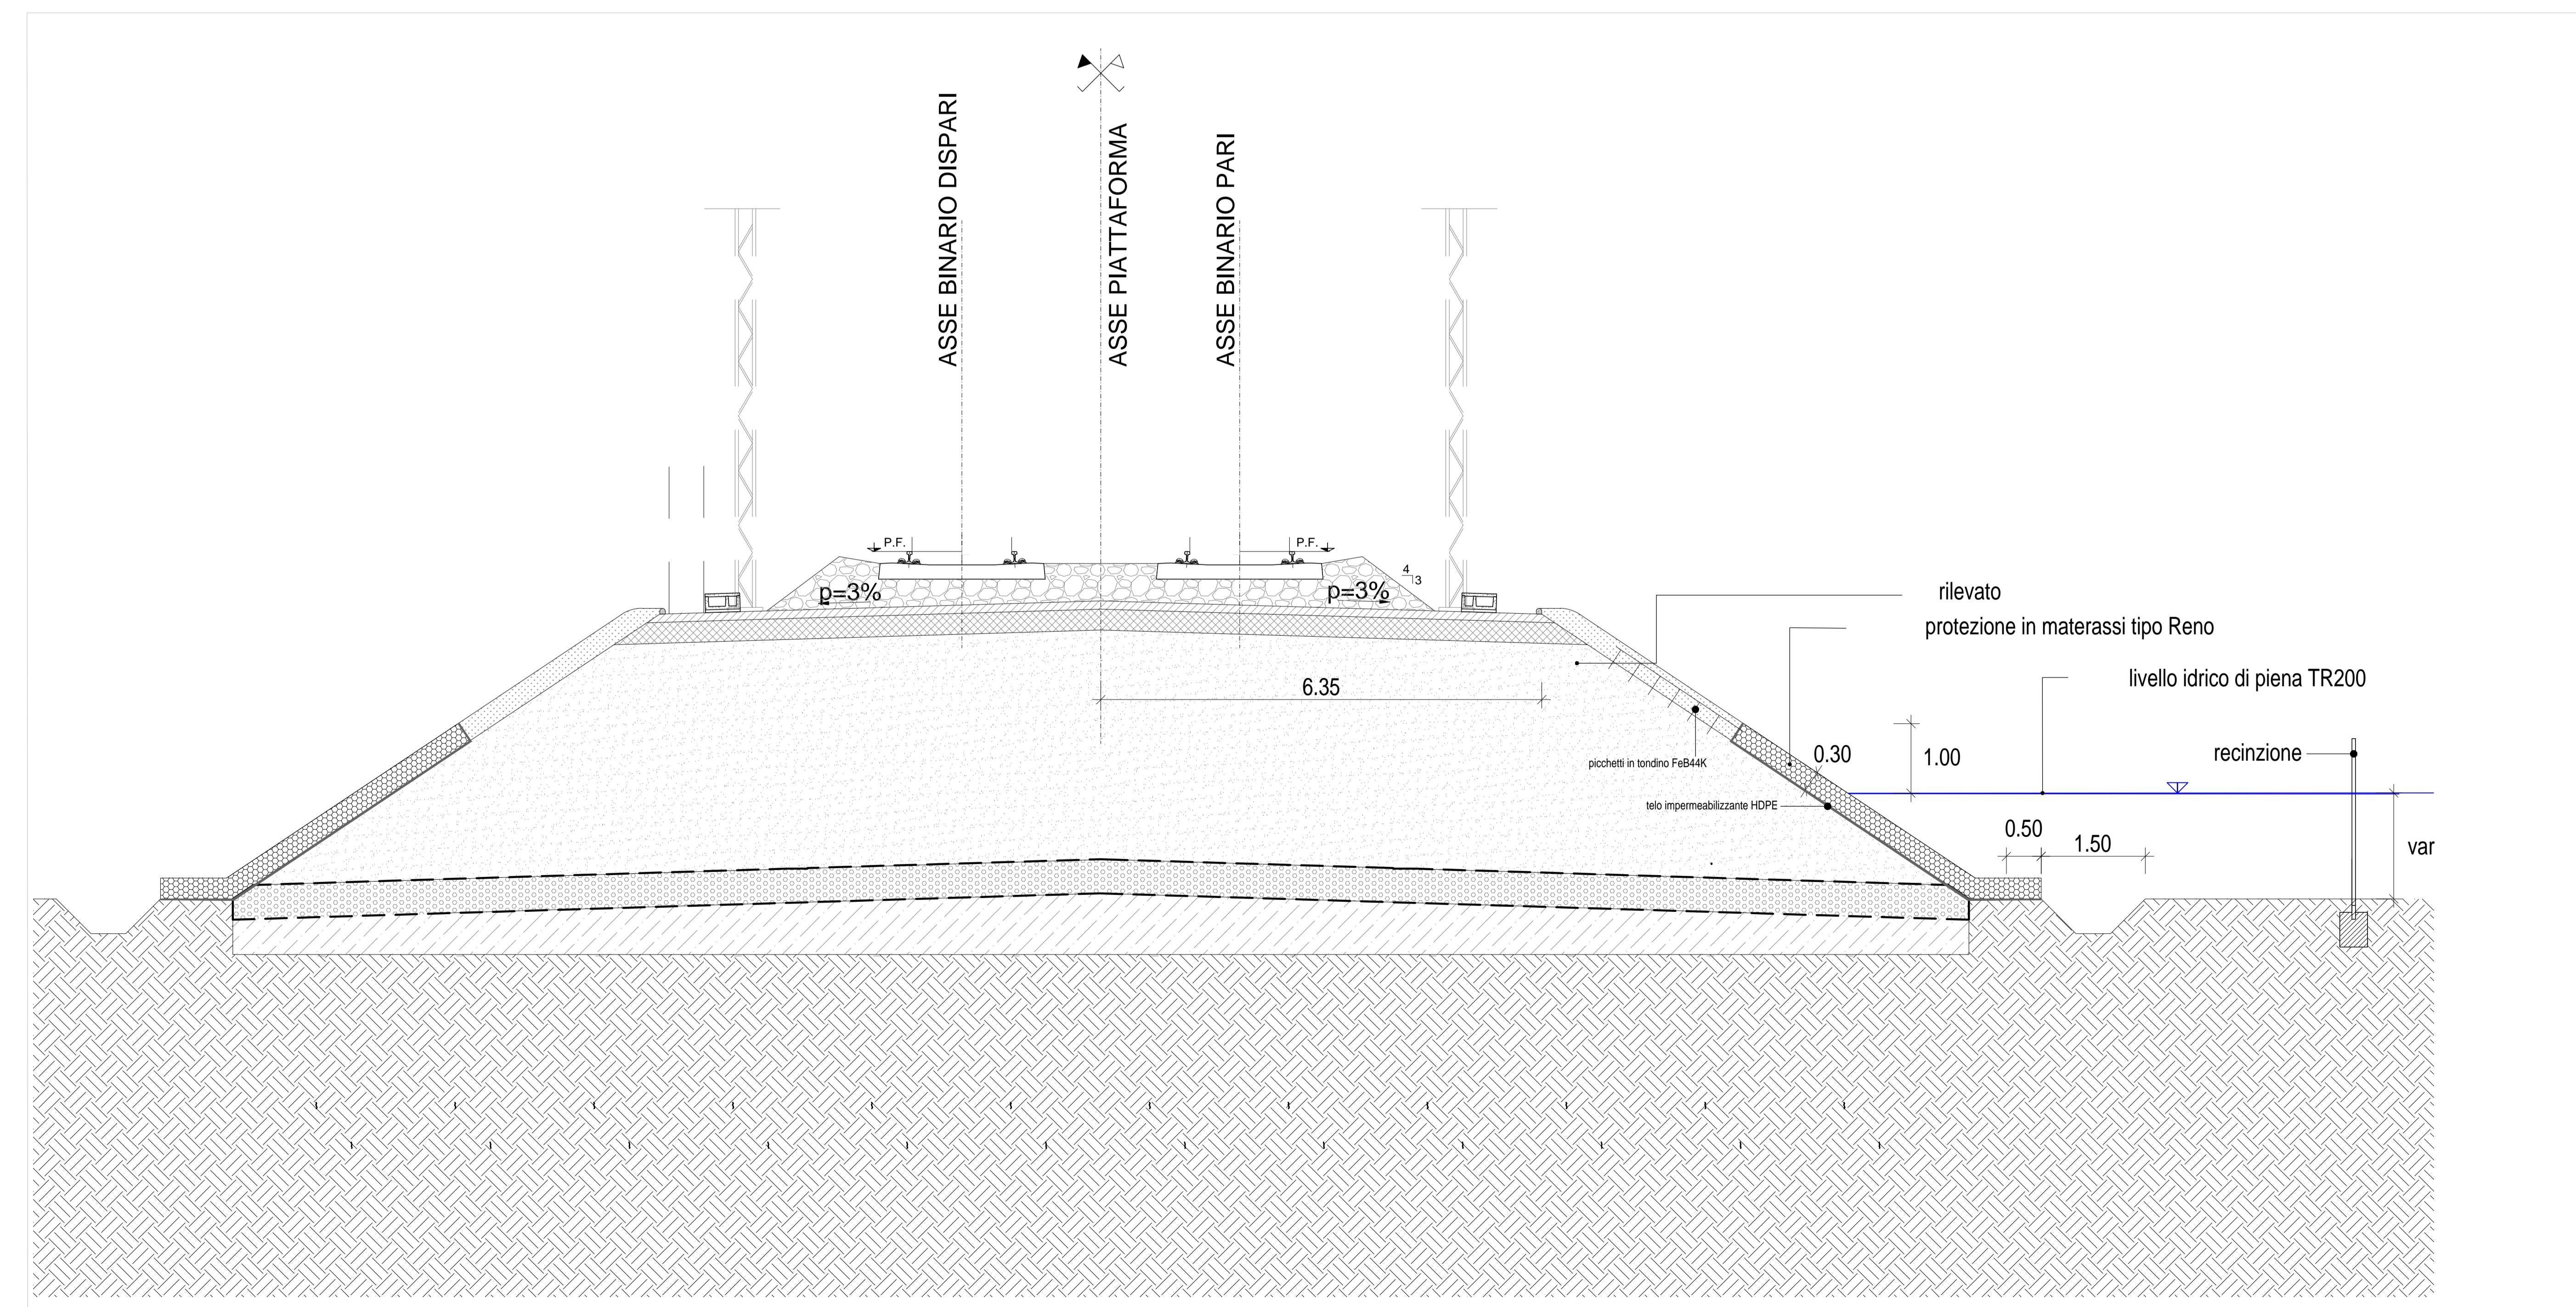 ASSE BINARIO DISPARI
ASSE PIATTAFORMA
ASSE BINARIO PARI
P.F.
P.F.
4
3
p=3%
p=3%
rilevato
protezione in materassi tipo Reno
livello idrico di piena TR200
6.35
recinzione
0.30
1.00
picchetti in tondino FeB44K
telo impermeabilizzante HDPE
0.50
1.50
var